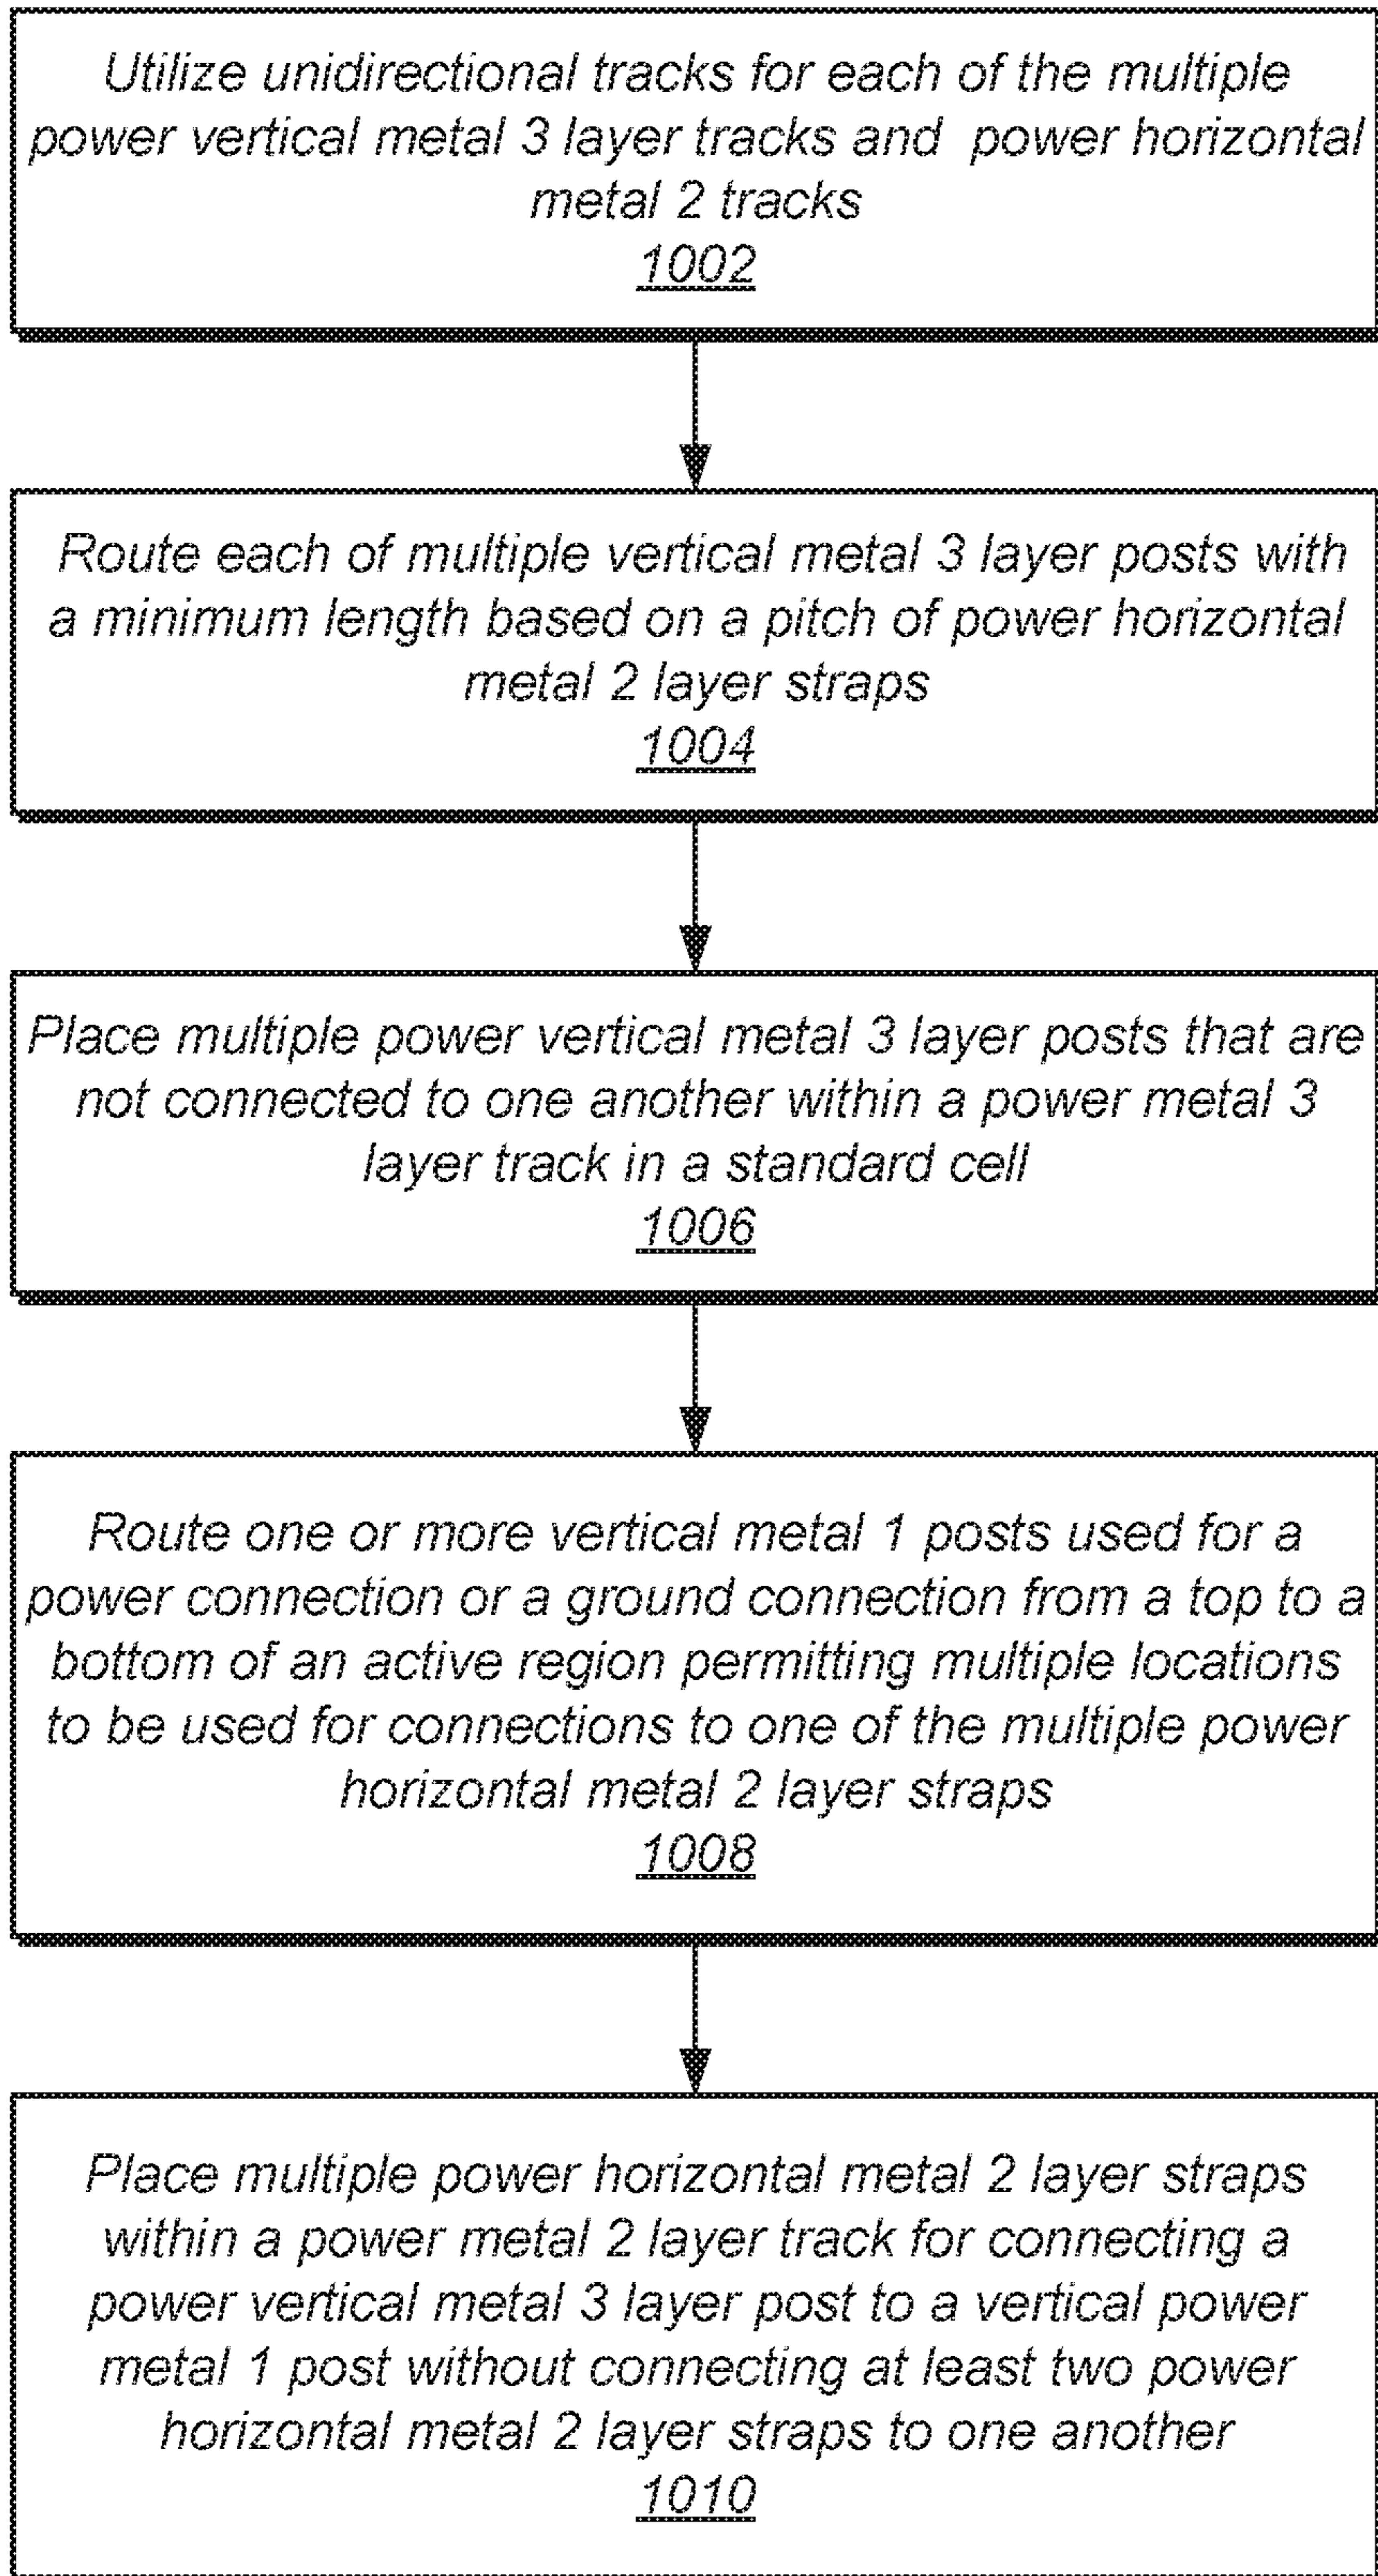 Utilize unidirectional tracks for each of the multiple
power vertical metal 3 layer tracks and power horizontal
metal 2 tracks
1002
Route each of multiple vertical metal 3 layer posts with
a minimum length based on a pitch of power horizontal
metal 2 layer straps
1004
Place multiple power vertical metal 3 layer posts that are
not connected to one another within a power metal 3
layer track in a standard cell
1006
Route one or more vertical metal 1 posts used for a
power connection or a ground connection from a top to a
bottom of an active region permitting multiple locations
to be used for connections to one of the multiple power
horizontal metal 2 layer straps
1008
Place multiple power horizontal metal 2 layer straps
within a power metal 2 layer track for connecting a
power vertical metal 3 layer post to a vertical power
metal 1 post without connecting at least two power
horizontal metal 2 layer straps to one another
1010